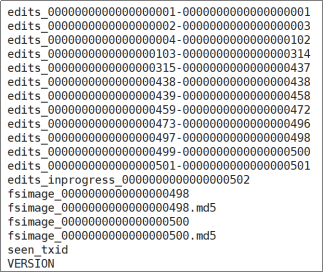 edits_0000000000000000001-0000000000000000001
edits_0000000000000000002-0000000000000000003
edits_0000000000000000004-0000000000000000102
edits_0000000000000000103-0000000000000000314
edits_0000000000000000315-0000000000000000437
edits_0000000000000000438-0000000000000000438
edits_0000000000000000439-0000000000000000458
edits_0000000000000000459-0000000000000000472
edits_0000000000000000473-0000000000000000496
edits_0000000000000000497-0000000000000000498
edits_0000000000000000499-0000000000000000500
edits_0000000000000000501-0000000000000000501
edits_inprogress_0000000000000000502
fsimage_0000000000000000498
fsimage_0000000000000000498.md5
fsimage_0000000000000000500
fsimage_0000000000000000500.md5
seen_txid
VERSION